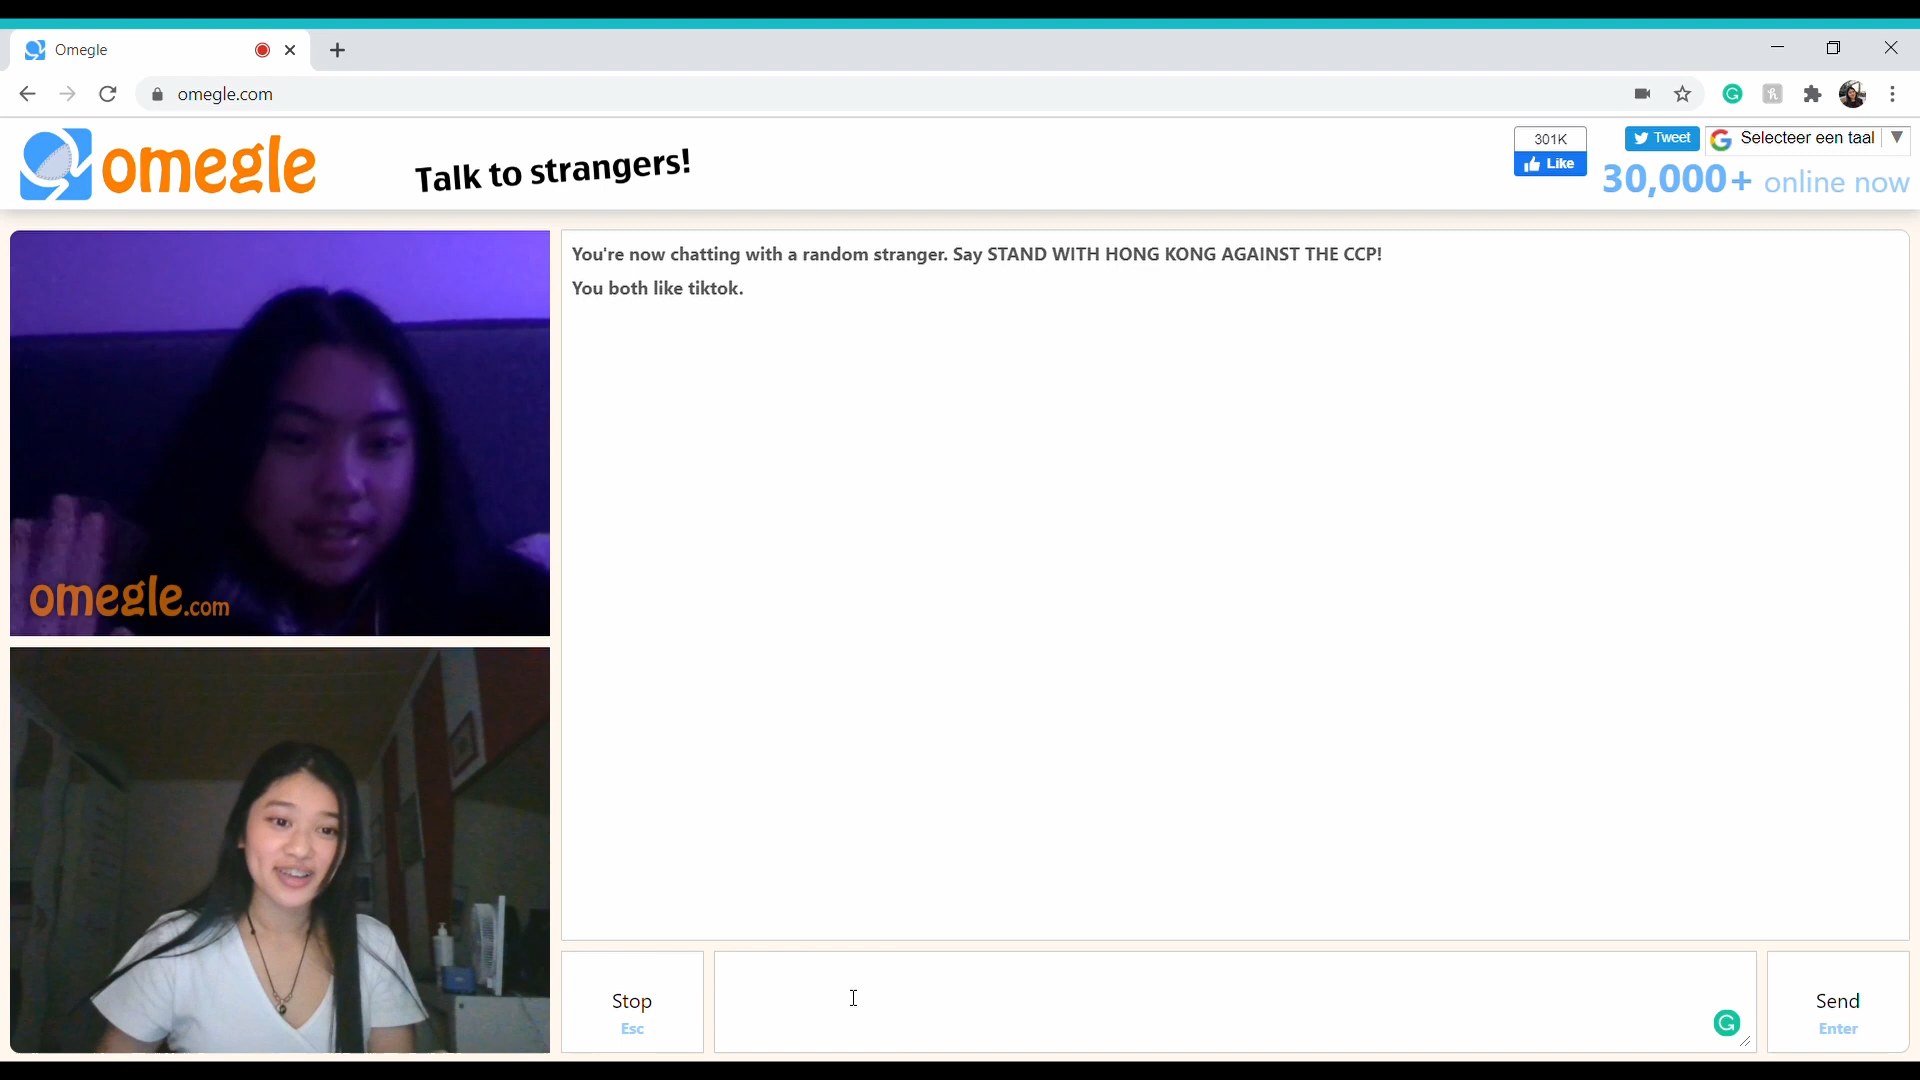 Omegle
omegle.com
omegle
Talk to strangers!
301K
Like
Tweet
Selecteer een taal
30,000+ online now
You're now chatting with a random stranger. Say STAND WITH HONG KONG AGAINST THE CCP!
You both like tiktok.
omegle.com
Stop
Esc
Send
Enter